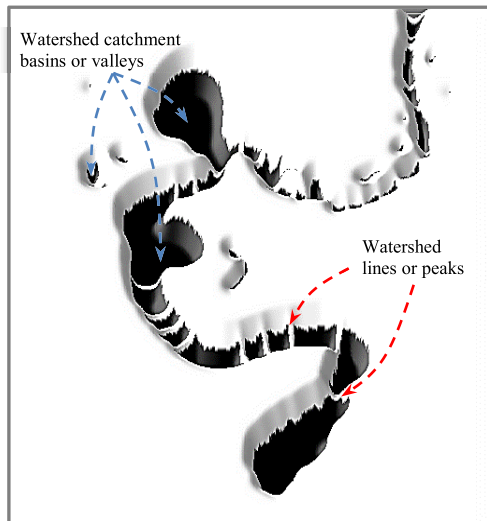 Watershed catchment
basins or valleys
Watershed
lines or peaks